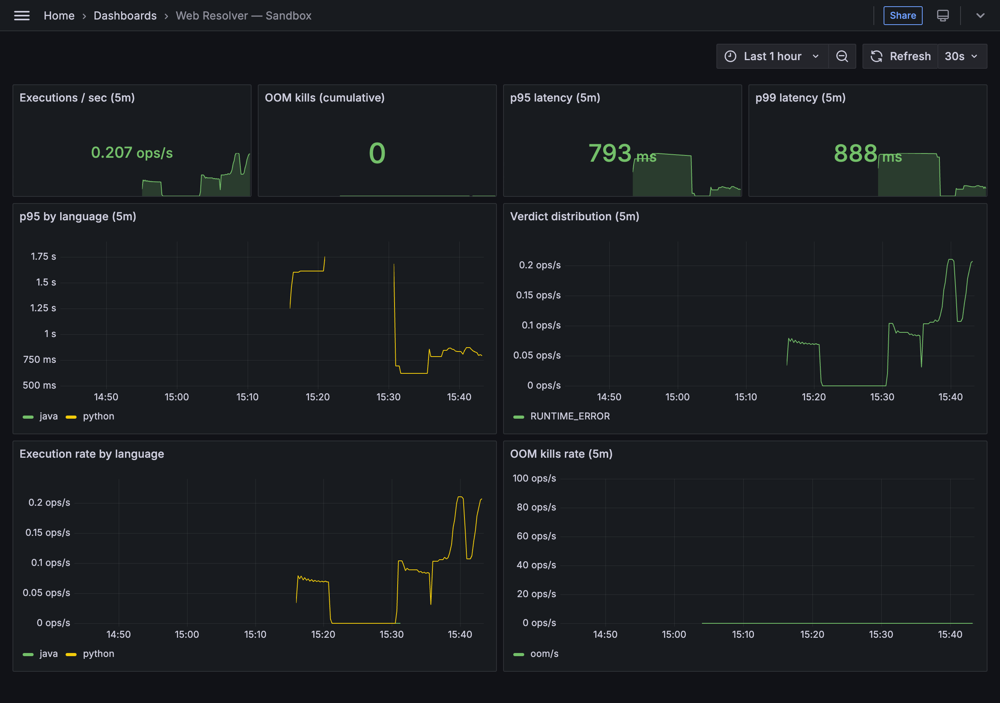 Home › Dashboards › Web Resolver — Sandbox
Share
Last 1 hour
Refresh
30s
Executions / sec (5m)
0.207 ops/s
OOM kills (cumulative)
0
p95 latency (5m)
793 ms
p99 latency (5m)
888 ms
p95 by language (5m)
1.75 s
1.5 s
1.25 s
1 s
750 ms
500 ms
14:50 15:00 15:10 15:20 15:30 15:40
java python
Verdict distribution (5m)
0.2 ops/s
0.15 ops/s
0.1 ops/s
0.05 ops/s
0 ops/s
14:50 15:00 15:10 15:20 15:30 15:40
RUNTIME_ERROR
Execution rate by language
0.2 ops/s
0.15 ops/s
0.1 ops/s
0.05 ops/s
0 ops/s
14:50 15:00 15:10 15:20 15:30 15:40
java python
OOM kills rate (5m)
100 ops/s
80 ops/s
60 ops/s
40 ops/s
20 ops/s
0 ops/s
14:50 15:00 15:10 15:20 15:30 15:40
oom/s